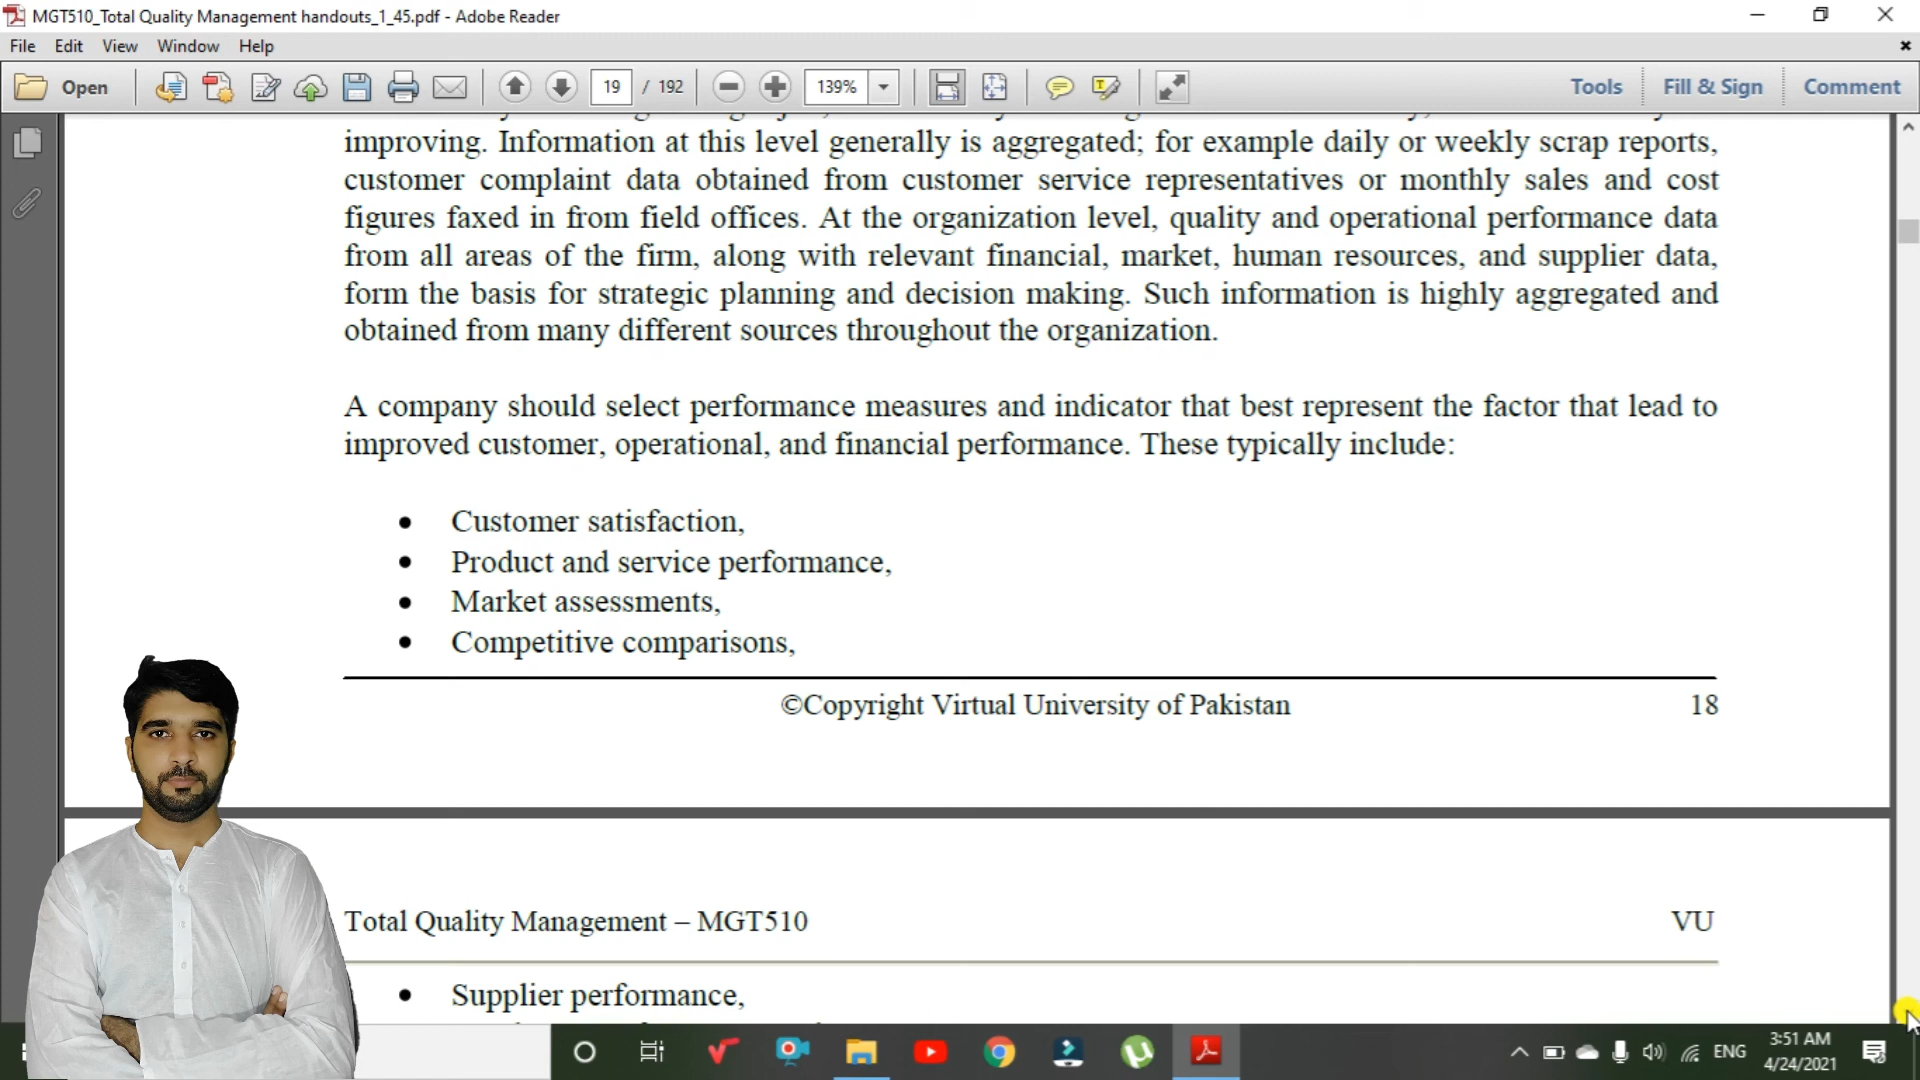 MGT510_Total Quality Management handouts_1_45.pdf - Adobe Reader
File Edit View Window Help
Open 19 / 192 139% Tools Fill & Sign Comment
improving. Information at this level generally is aggregated; for example daily or weekly scrap reports,
customer complaint data obtained from customer service representatives or monthly sales and cost
figures faxed in from field offices. At the organization level, quality and operational performance data
from all areas of the firm, along with relevant financial, market, human resources, and supplier data,
form the basis for strategic planning and decision making. Such information is highly aggregated and
obtained from many different sources throughout the organization.
A company should select performance measures and indicator that best represent the factor that lead to
improved customer, operational, and financial performance. These typically include:
• Customer satisfaction,
• Product and service performance,
• Market assessments,
• Competitive comparisons,
©Copyright Virtual University of Pakistan 18
Total Quality Management – MGT510 VU
• Supplier performance,
ENG 3:51 AM
4/24/2021